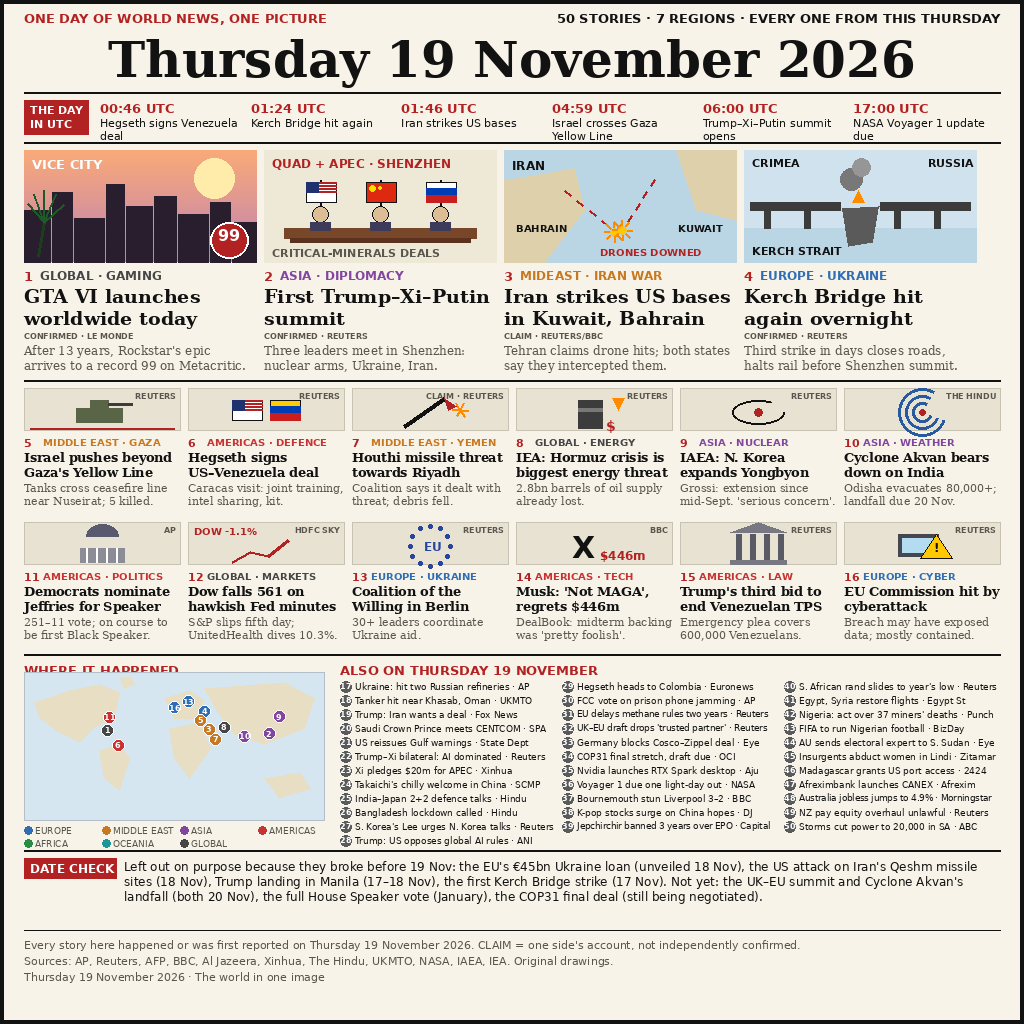 ONE DAY OF WORLD NEWS, ONE PICTURE
50 STORIES · 7 REGIONS · EVERY ONE FROM THIS THURSDAY
Thursday 19 November 2026
THE DAY
IN UTC
00:46 UTC
Hegseth signs Venezuela
deal
01:24 UTC
Kerch Bridge hit again
01:46 UTC
Iran strikes US bases
04:59 UTC
Israel crosses Gaza
Yellow Line
06:00 UTC
Trump–Xi–Putin summit
opens
17:00 UTC
NASA Voyager 1 update
due
VICE CITY
99
1 GLOBAL · GAMING
GTA VI launches
worldwide today
CONFIRMED · LE MONDE
After 13 years, Rockstar's epic
arrives to a record 99 on Metacritic.
QUAD + APEC · SHENZHEN
CRITICAL-MINERALS DEALS
2 ASIA · DIPLOMACY
First Trump–Xi–Putin
summit
CONFIRMED · REUTERS
Three leaders meet in Shenzhen:
nuclear arms, Ukraine, Iran.
IRAN
BAHRAIN
KUWAIT
DRONES DOWNED
3 MIDEAST · IRAN WAR
Iran strikes US bases
in Kuwait, Bahrain
CLAIM · REUTERS/BBC
Tehran claims drone hits; both states
say they intercepted them.
CRIMEA
RUSSIA
KERCH STRAIT
4 EUROPE · UKRAINE
Kerch Bridge hit
again overnight
CONFIRMED · REUTERS
Third strike in days closes roads,
halts rail before Shenzhen summit.
REUTERS
5 MIDDLE EAST · GAZA
Israel pushes beyond
Gaza's Yellow Line
Tanks cross ceasefire line
near Nuseirat; 5 killed.
REUTERS
6 AMERICAS · DEFENCE
Hegseth signs
US–Venezuela deal
Caracas visit: joint training,
intel sharing, kit.
CLAIM · REUTERS
7 MIDDLE EAST · YEMEN
Houthi missile threat
towards Riyadh
Coalition says it dealt with
threat; debris fell.
REUTERS
$
8 GLOBAL · ENERGY
IEA: Hormuz crisis is
biggest energy threat
2.8bn barrels of oil supply
already lost.
REUTERS
9 ASIA · NUCLEAR
IAEA: N. Korea
expands Yongbyon
Grossi: extension since
mid-Sept. 'serious concern'.
THE HINDU
10 ASIA · WEATHER
Cyclone Akvan bears
down on India
Odisha evacuates 80,000+;
landfall due 20 Nov.
AP
11 AMERICAS · POLITICS
Democrats nominate
Jeffries for Speaker
251–11 vote; on course to
be first Black Speaker.
DOW -1.1%
HDFC SKY
12 GLOBAL · MARKETS
Dow falls 561 on
hawkish Fed minutes
S&P slips fifth day;
UnitedHealth dives 10.3%.
EU
REUTERS
13 EUROPE · UKRAINE
Coalition of the
Willing in Berlin
30+ leaders coordinate
Ukraine aid.
X
$446m
BBC
14 AMERICAS · TECH
Musk: 'Not MAGA',
regrets $446m
DealBook: midterm backing
was 'pretty foolish'.
REUTERS
15 AMERICAS · LAW
Trump's third bid to
end Venezuelan TPS
Emergency plea covers
600,000 Venezuelans.
!
REUTERS
16 EUROPE · CYBER
EU Commission hit by
cyberattack
Breach may have exposed
data; mostly contained.
WHERE IT HAPPENED
16
13
4
5
3
7
8
9
2
10
11
1
6
EUROPE
MIDDLE EAST
ASIA
AMERICAS
AFRICA
OCEANIA
GLOBAL
ALSO ON THURSDAY 19 NOVEMBER
17 Ukraine: hit two Russian refineries · AP
18 Tanker hit near Khasab, Oman · UKMTO
19 Trump: Iran wants a deal · Fox News
20 Saudi Crown Prince meets CENTCOM · SPA
21 US reissues Gulf warnings · State Dept
22 Trump–Xi bilateral: AI dominated · Reuters
23 Xi pledges $20m for APEC · Xinhua
24 Takaichi's chilly welcome in China · SCMP
25 India–Japan 2+2 defence talks · Hindu
26 Bangladesh lockdown called · Hindu
27 S. Korea's Lee urges N. Korea talks · Reuters
28 Trump: US opposes global AI rules · ANI
29 Hegseth heads to Colombia · Euronews
30 FCC vote on prison phone jamming · AP
31 EU delays methane rules two years · Reuters
32 UK–EU draft drops 'trusted partner' · Reuters
33 Germany blocks Cosco–Zippel deal · Eye
34 COP31 final stretch, draft due · OCI
35 Nvidia launches RTX Spark desktop · Aju
36 Voyager 1 due one light-day out · NASA
37 Bournemouth stun Liverpool 3–2 · BBC
38 K-pop stocks surge on China hopes · DJ
39 Jepchirchir banned 3 years over EPO · Capital
40 S. African rand slides to year's low · Reuters
41 Egypt, Syria restore flights · Egypt St
42 Nigeria: act over 37 miners' deaths · Punch
43 FIFA to run Nigerian football · BizDay
44 AU sends electoral expert to S. Sudan · Eye
45 Insurgents abduct women in Lindi · Zitamar
46 Madagascar grants US port access · 2424
47 Afreximbank launches CANEX · Afrexim
48 Australia jobless jumps to 4.9% · Morningstar
49 NZ pay equity overhaul unlawful · Reuters
50 Storms cut power to 20,000 in SA · ABC
DATE CHECK
Left out on purpose because they broke before 19 Nov: the EU's €45bn Ukraine loan (unveiled 18 Nov), the US attack on Iran's Qeshm missile
sites (18 Nov), Trump landing in Manila (17–18 Nov), the first Kerch Bridge strike (17 Nov). Not yet: the UK–EU summit and Cyclone Akvan's
landfall (both 20 Nov), the full House Speaker vote (January), the COP31 final deal (still being negotiated).
Every story here happened or was first reported on Thursday 19 November 2026. CLAIM = one side's account, not independently confirmed.
Sources: AP, Reuters, AFP, BBC, Al Jazeera, Xinhua, The Hindu, UKMTO, NASA, IAEA, IEA. Original drawings.
Thursday 19 November 2026 · The world in one image